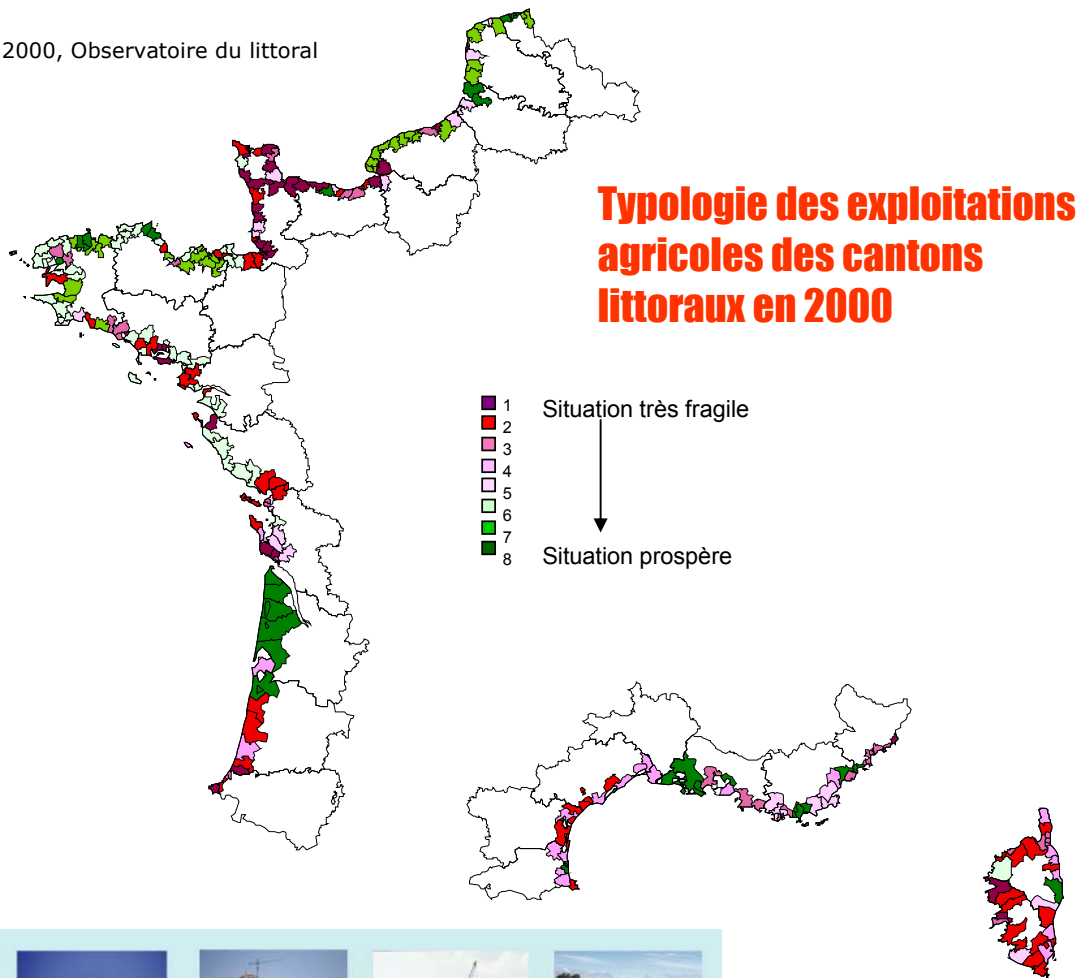 2000, Observatoire du littoral
Typologie des exploitations
agricoles des cantons
littoraux en 2000
1 Situation très fragile
2
3
4
5
6
7
8 Situation prospère